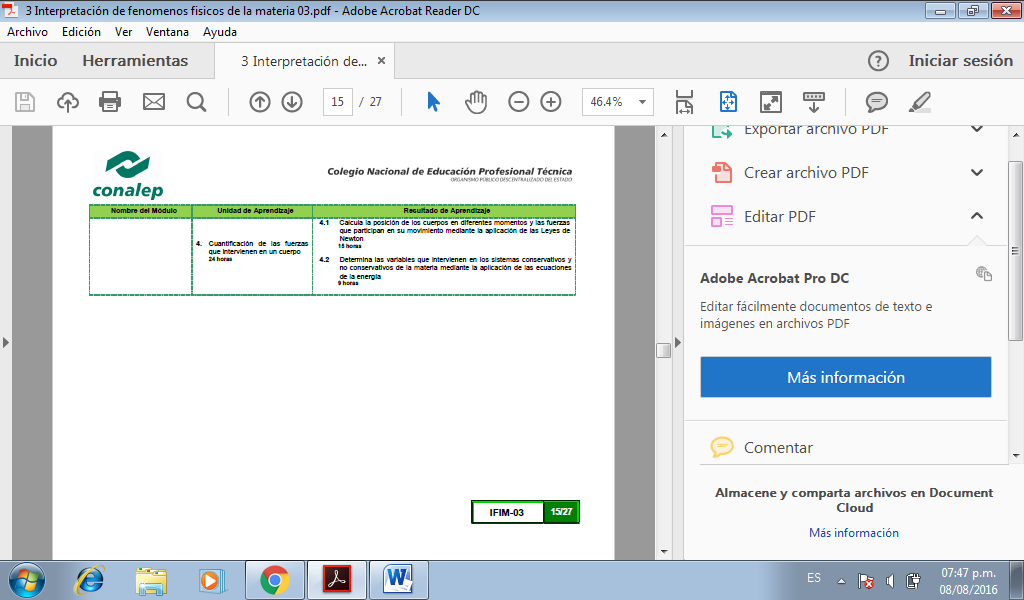 3 Interpretación de fenomenos fisicos de la materia 03.pdf - Adobe Acrobat Reader DC
Archivo Edición Ver Ventana Ayuda
Inicio Herramientas 3 Interpretación de... × Iniciar sesión
15 / 27 46.4%
conalep
Colegio Nacional de Educación Profesional Técnica
ORGANISMO PÚBLICO DESCENTRALIZADO DEL ESTADO
Nombre del Módulo Unidad de Aprendizaje Resultado de Aprendizaje
4. Cuantificación de las fuerzas
que intervienen en un cuerpo
24 horas
4.1 Calcula la posición de los cuerpos en diferentes momentos y las fuerzas
que participan en su movimiento mediante la aplicación de las Leyes de
Newton
15 horas
4.2 Determina las variables que intervienen en los sistemas conservativos y
no conservativos de la materia mediante la aplicación de las ecuaciones
de la energía
9 horas
IFIM-03 15/27
Exportar archivo PDF
Crear archivo PDF
Editar PDF
Adobe Acrobat Pro DC
Editar fácilmente documentos de texto e
imágenes en archivos PDF
Más información
Comentar
Almacene y comparta archivos en Document
Cloud
Más información
ES 07:47 p.m.
08/08/2016